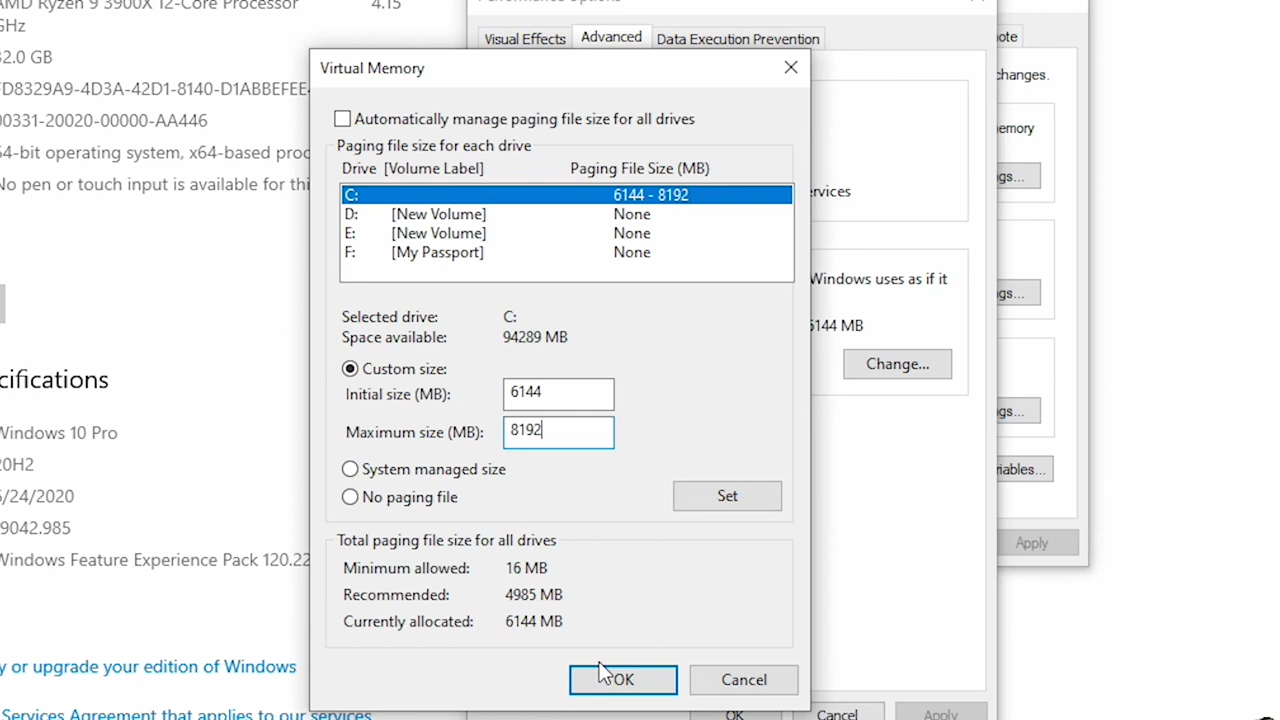 AMD Ryzen 9 3900X 12-Core Processor
4.15
GHz
32.0 GB
FD8329A9-4D3A-42D1-8140-D1ABBEFEE
00331-20020-00000-AA446
64-bit operating system, x64-based proc
No pen or touch input is available for thi
cifications
Windows 10 Pro
20H2
6/24/2020
19042.985
Windows Feature Experience Pack 120.22
y or upgrade your edition of Windows
Services Agreement that applies to our services
Performance Options
Visual Effects Advanced Data Execution Prevention
Virtual Memory
Automatically manage paging file size for all drives
Paging file size for each drive
Drive [Volume Label] Paging File Size (MB)
C: 6144 - 8192
D: [New Volume] None
E: [New Volume] None
F: [My Passport] None
Selected drive: C:
Space available: 94289 MB
Custom size:
Initial size (MB): 6144
Maximum size (MB): 8192
System managed size
No paging file
Set
Total paging file size for all drives
Minimum allowed: 16 MB
Recommended: 4985 MB
Currently allocated: 6144 MB
OK Cancel
rvices
Windows uses as if it
6144 MB
Change...
OK Cancel Apply
ote
changes.
emory
gs...
gs...
gs...
riables...
Apply